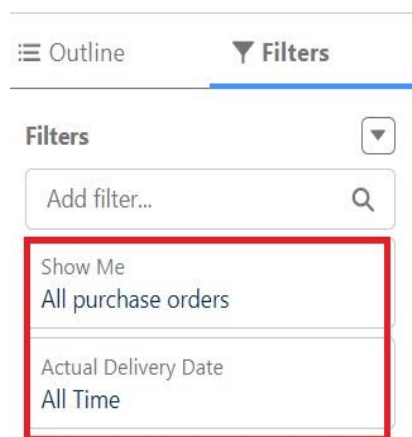 Outline Filters
Filters
Add filter...
Show Me
All purchase orders
Actual Delivery Date
All Time